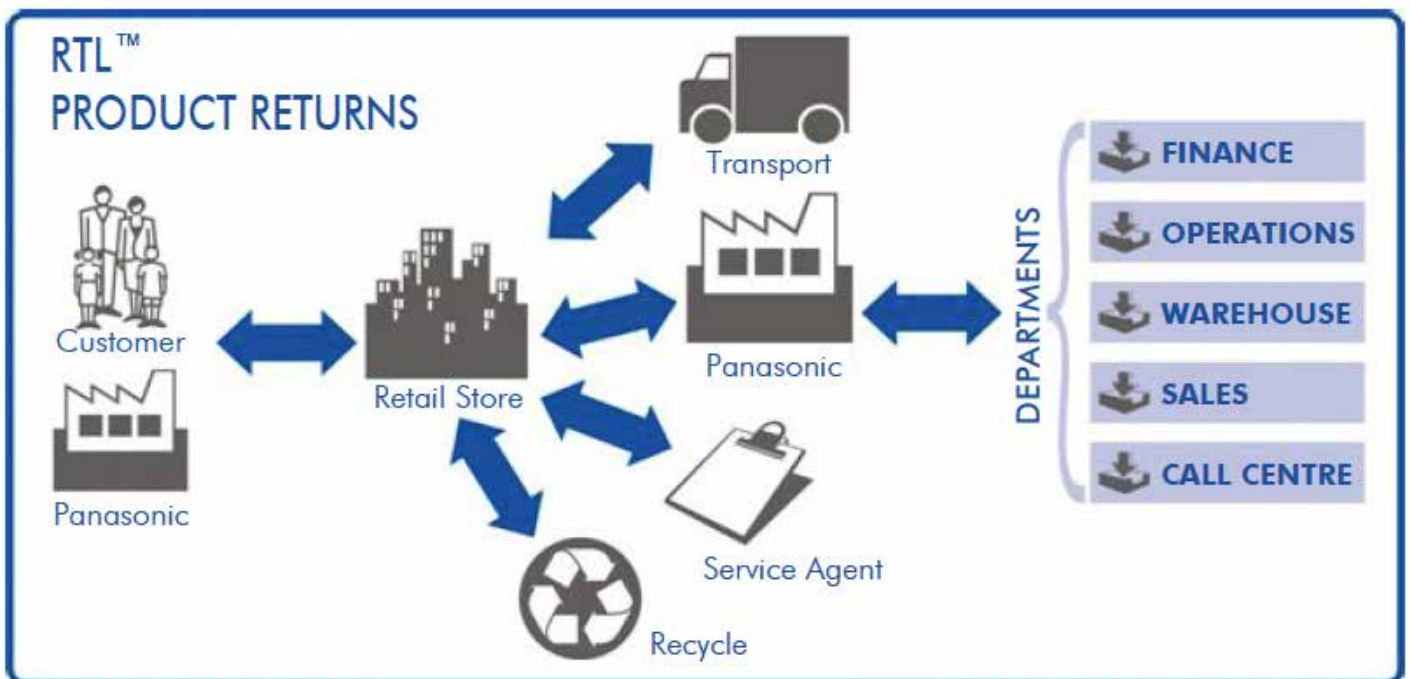 RTL™
PRODUCT RETURNS
Customer
Panasonic
Retail Store
Transport
Panasonic
Service Agent
Recycle
DEPARTMENTS
FINANCE
OPERATIONS
WAREHOUSE
SALES
CALL CENTRE